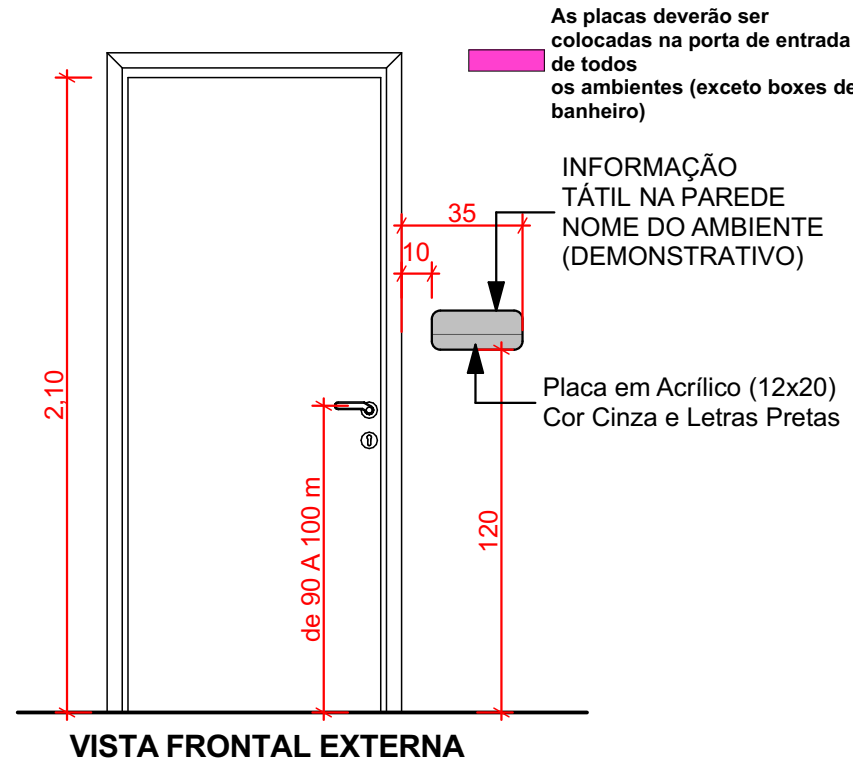 As placas deverão ser
colocadas na porta de entrada
de todos
os ambientes (exceto boxes de
banheiro)
INFORMAÇÃO
TÁTIL NA PAREDE
NOME DO AMBIENTE
(DEMONSTRATIVO)
35
10
Placa em Acrílico (12x20)
Cor Cinza e Letras Pretas
2,10
de 90 A 100 m
120
VISTA FRONTAL EXTERNA